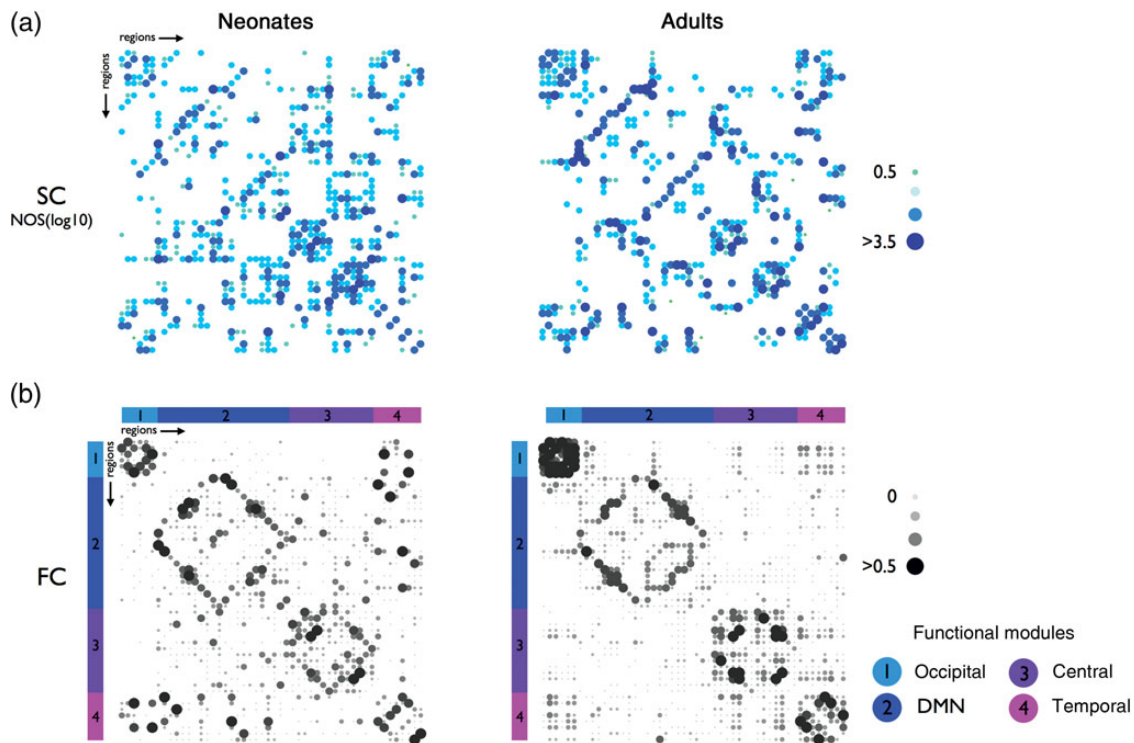 (a)
Neonates
Adults
regions
regions
SC
NOS(log10)
0.5
>3.5
(b)
1 2 3 4
1 2 3 4
regions
regions
1
2
3
4
1
2
3
4
FC
0
>0.5
Functional modules
1 Occipital
3 Central
2 DMN
4 Temporal